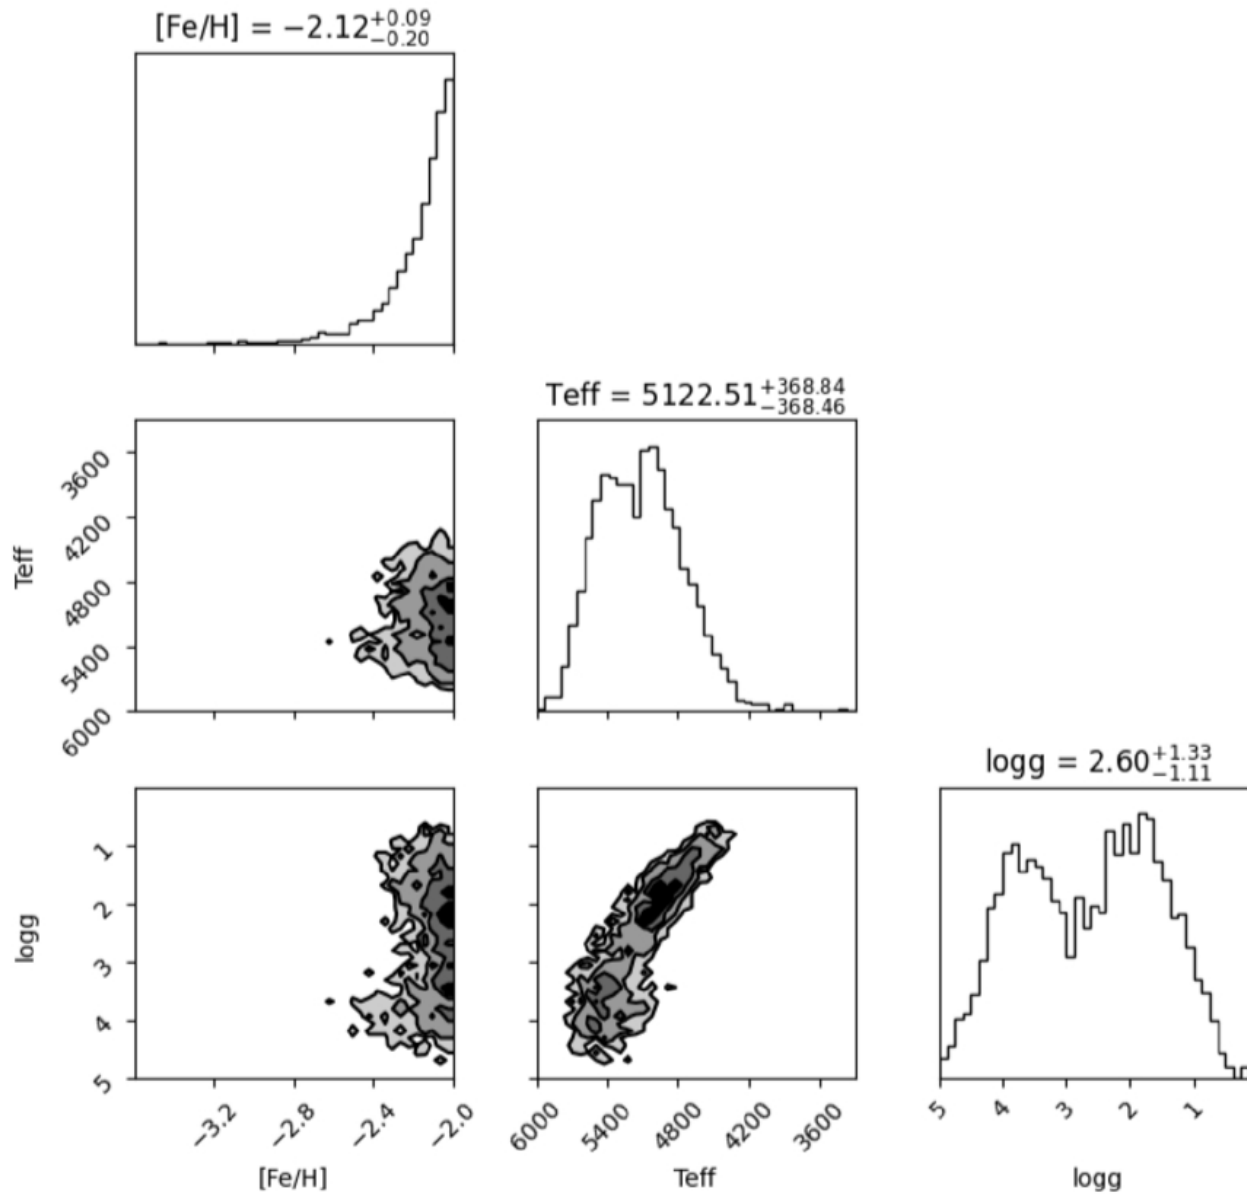 [Fe/H] = −2.12 +0.09 −0.20
Teff = 5122.51 +368.84 −368.46
3600
4200
4800
5400
6000
Teff
logg = 2.60 +1.33 −1.11
1
2
3
4
5
logg
−3.2 −2.8 −2.4 −2.0
[Fe/H]
6000 5400 4800 4200 3600
Teff
5 4 3 2 1
logg